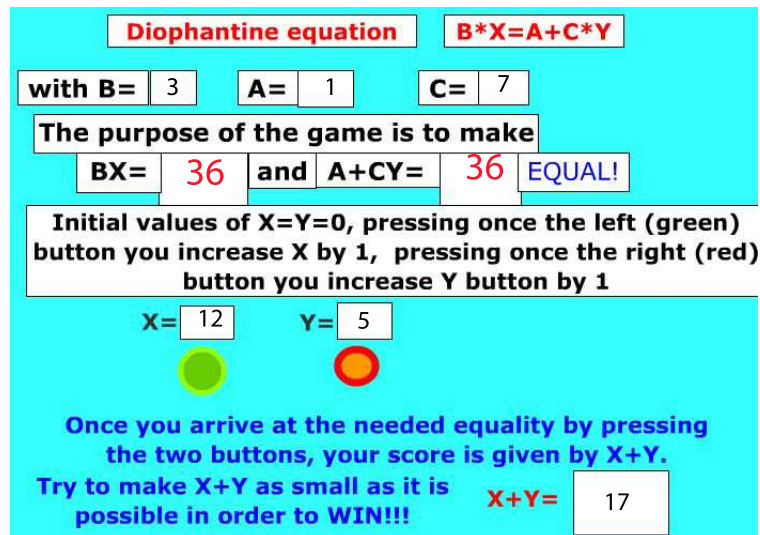 Diophantine equation B*X=A+C*Y
with B= 3 A= 1 C= 7
The purpose of the game is to make
BX= 36 and A+CY= 36 EQUAL!
Initial values of X=Y=0, pressing once the left (green)
button you increase X by 1, pressing once the right (red)
button you increase Y button by 1
X= 12 Y= 5
Once you arrive at the needed equality by pressing
the two buttons, your score is given by X+Y.
Try to make X+Y as small as it is
possible in order to WIN!!!
X+Y= 17